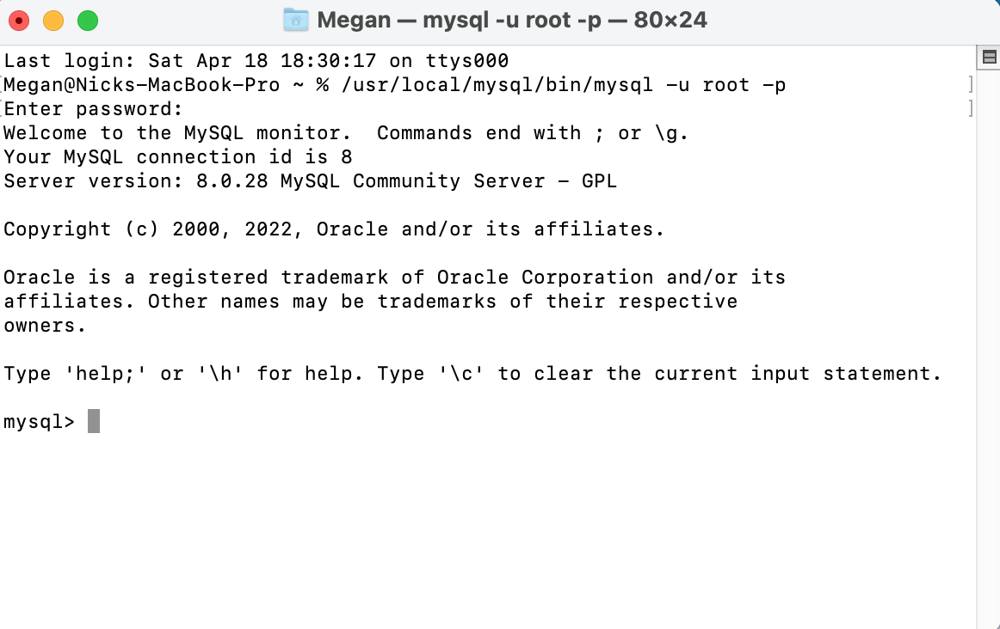 Megan — mysql -u root -p — 80×24
Last login: Sat Apr 18 18:30:17 on ttys000
[Megan@Nicks-MacBook-Pro ~ % /usr/local/mysql/bin/mysql -u root -p ]
[Enter password: ]
Welcome to the MySQL monitor.  Commands end with ; or \g.
Your MySQL connection id is 8
Server version: 8.0.28 MySQL Community Server - GPL
Copyright (c) 2000, 2022, Oracle and/or its affiliates.
Oracle is a registered trademark of Oracle Corporation and/or its
affiliates. Other names may be trademarks of their respective
owners.
Type 'help;' or '\h' for help. Type '\c' to clear the current input statement.
mysql>